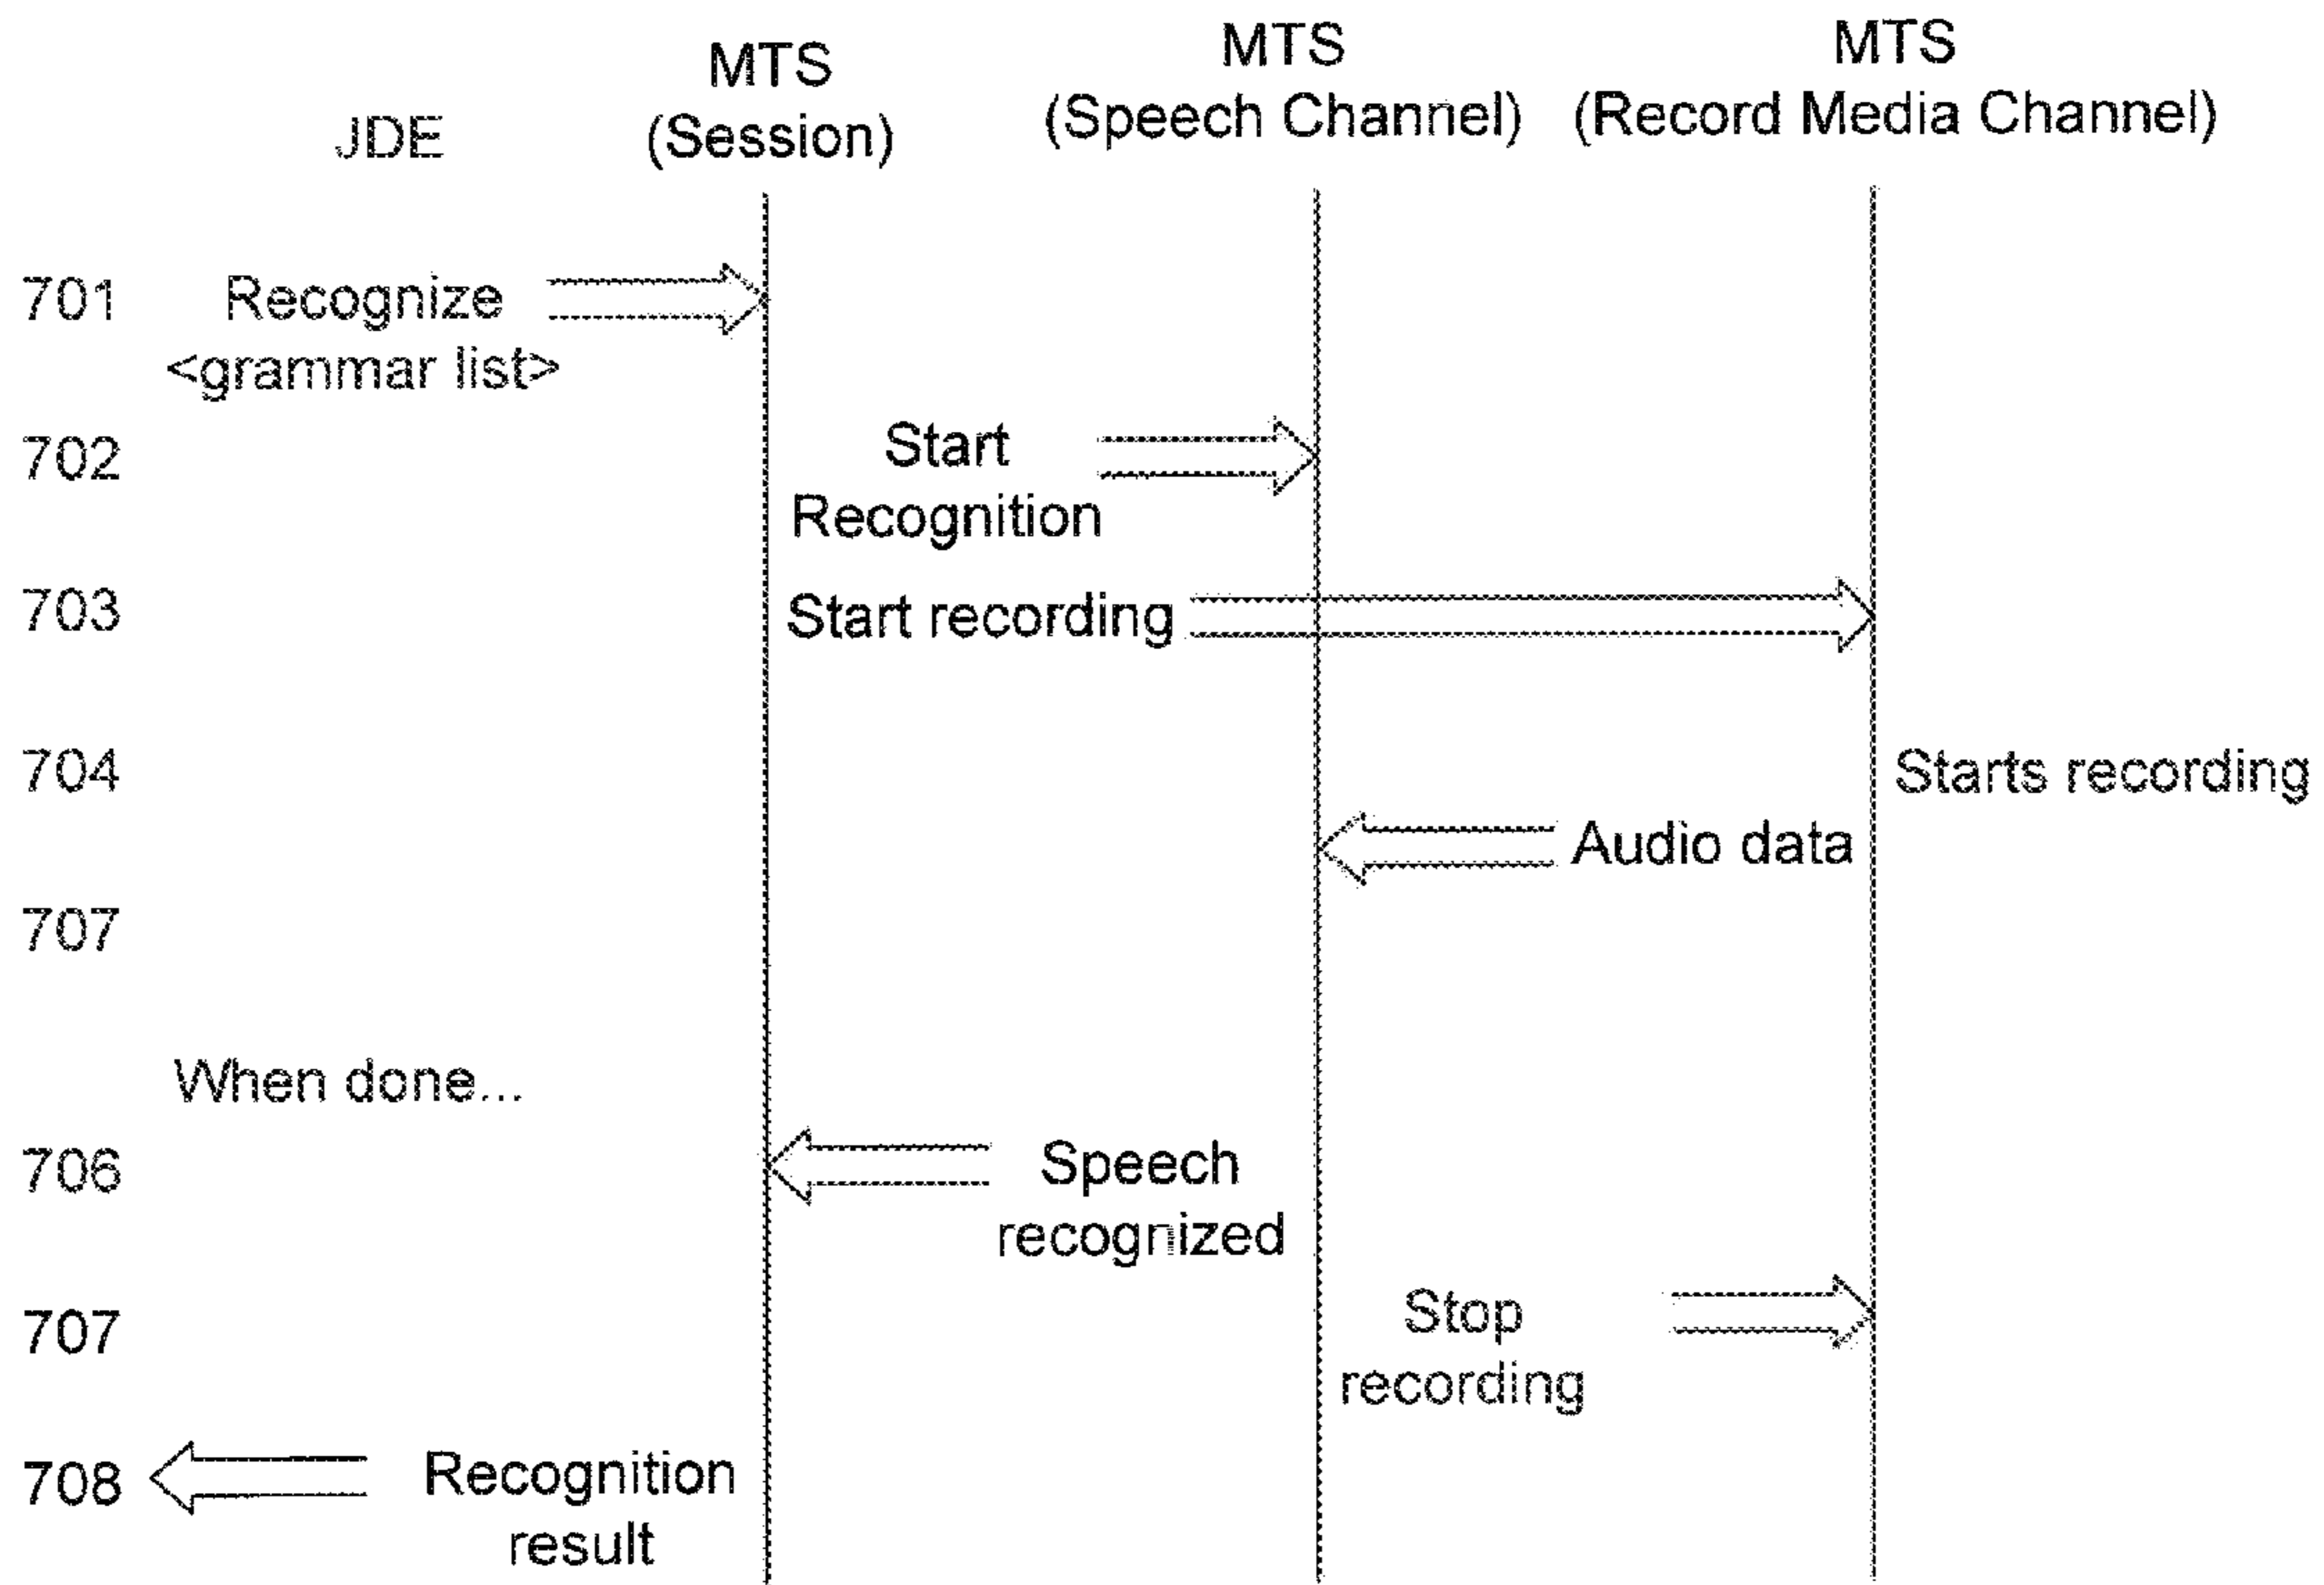 JDE
MTS
(Session)
MTS
(Speech Channel)
MTS
(Record Media Channel)
701 Recognize
<grammar list>
702 Start
Recognition
703 Start recording
704 Starts recording
Audio data
707
When done...
706 Speech
recognized
707 Stop
recording
708 Recognition
result